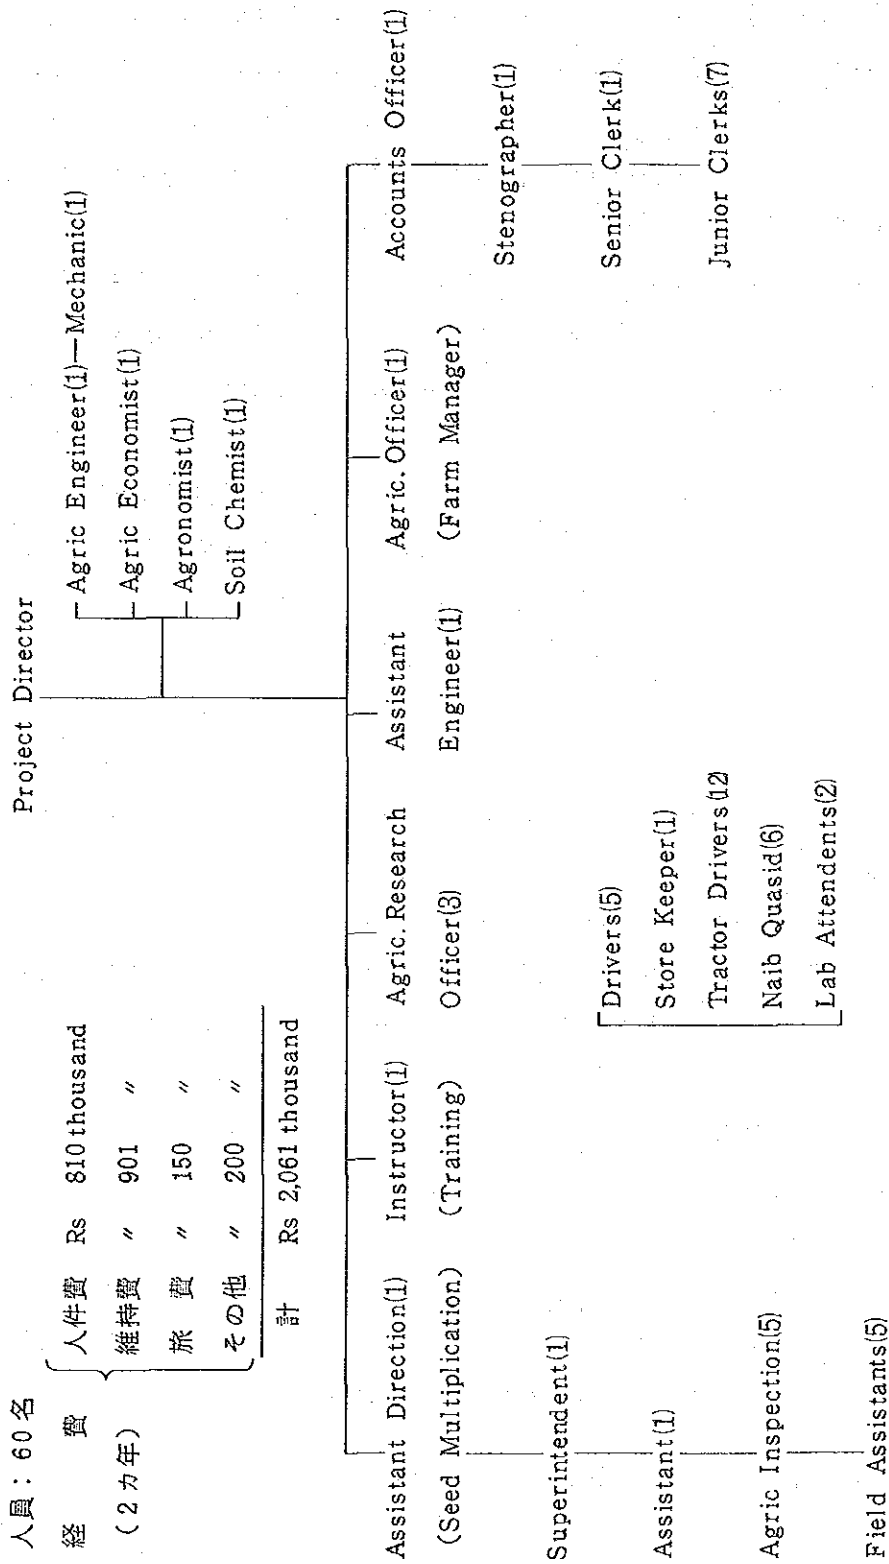 人員：60名
経　費
（2ヵ年）
人件費 Rs 810 thousand
維持費 〃 901 〃
旅 費 〃 150 〃
その他 〃 200 〃
計 Rs 2,061 thousand
Project Director
Agric Engineer(1)—Mechanic(1)
Agric Economist(1)
Agronomist(1)
Soil Chemist(1)
Assistant Direction(1)
(Seed Multiplication)
Superintendent(1)
Assistant(1)
Agric Inspection(5)
Field Assistants(5)
Instructor(1)
(Training)
Agric. Research
Officer(3)
Drivers(5)
Store Keeper(1)
Tractor Drivers(12)
Naib Quasid(6)
Lab Attendents(2)
Assistant
Engineer(1)
Agric. Officer(1)
(Farm Manager)
Accounts Officer(1)
Stenographer(1)
Senior Clerk(1)
Junior Clerks(7)